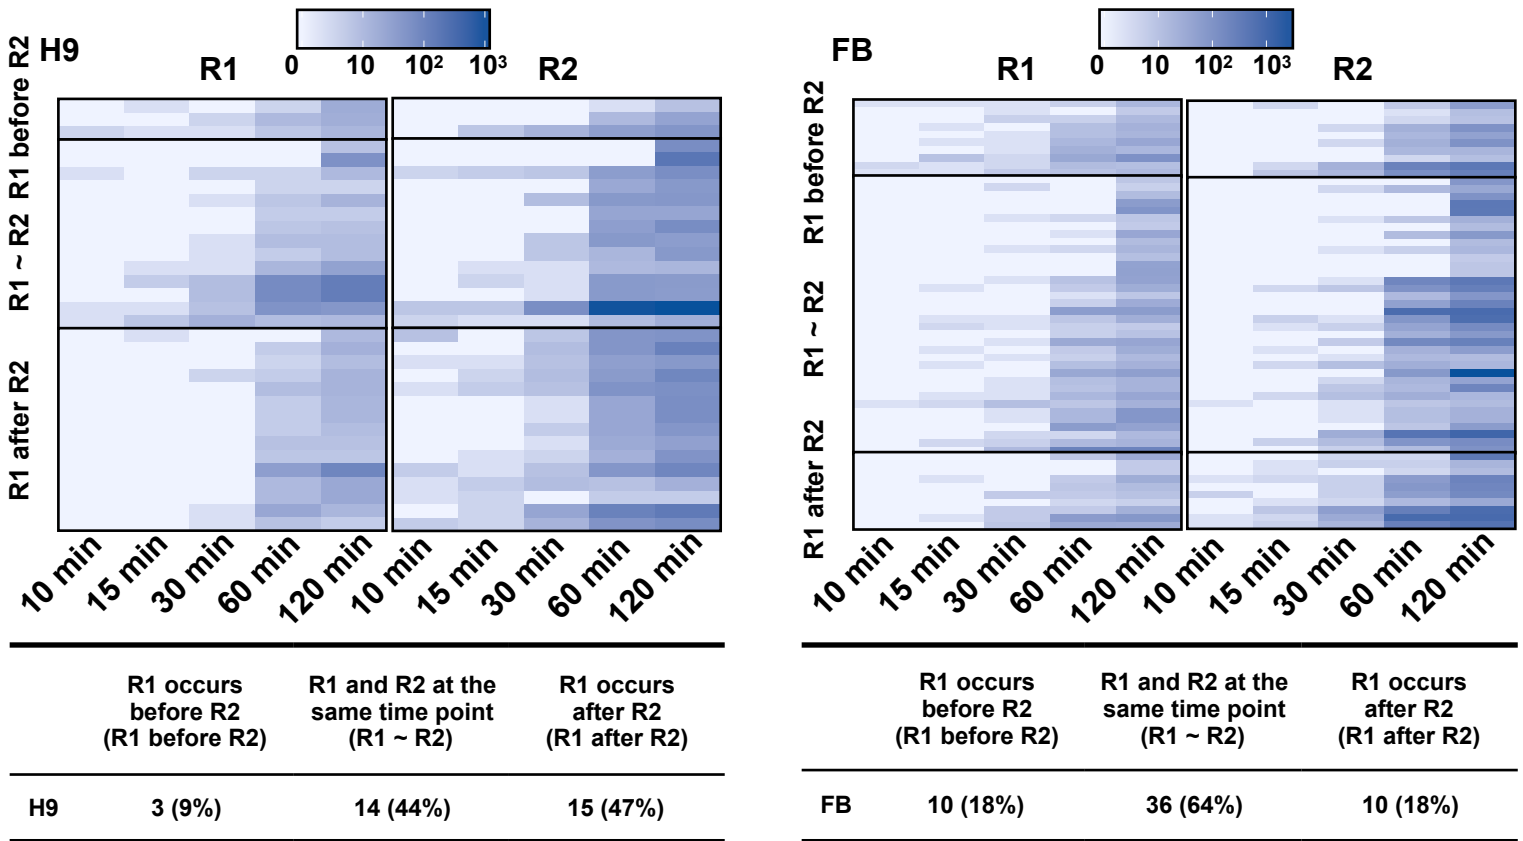 H9
R1
0 10 10² 10³
R2
R1 before R2
R1 ~ R2
R1 after R2
10 min 15 min 30 min 60 min 120 min 10 min 15 min 30 min 60 min 120 min
R1 occurs before R2 (R1 before R2)
R1 and R2 at the same time point (R1 ~ R2)
R1 occurs after R2 (R1 after R2)
H9 3 (9%) 14 (44%) 15 (47%)
FB
R1
0 10 10² 10³
R2
R1 before R2
R1 ~ R2
R1 after R2
10 min 15 min 30 min 60 min 120 min 10 min 15 min 30 min 60 min 120 min
R1 occurs before R2 (R1 before R2)
R1 and R2 at the same time point (R1 ~ R2)
R1 occurs after R2 (R1 after R2)
FB 10 (18%) 36 (64%) 10 (18%)